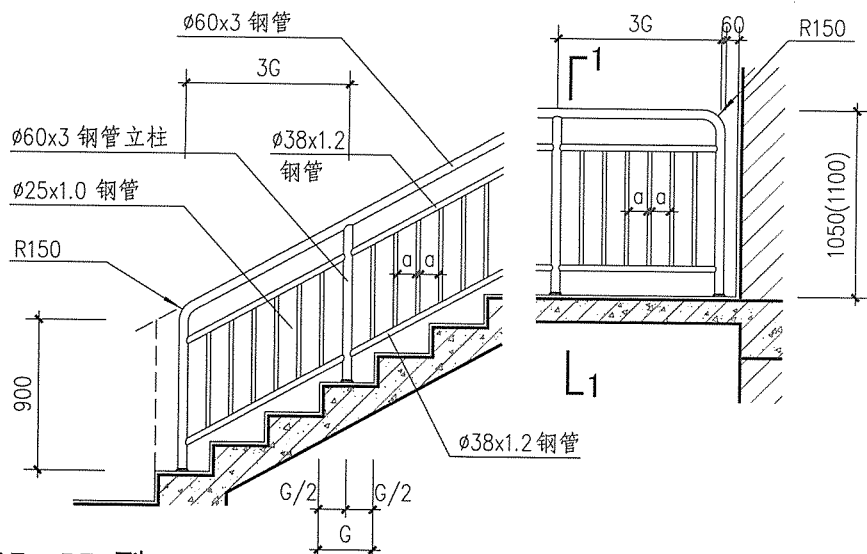 ø60x3 钢管
3G
ø60x3 钢管立柱
ø38x1.2
钢管
ø25x1.0 钢管
R150
a a
900
ø38x1.2 钢管
G/2 G/2
G
3G
60
R150
1
a a
1050(1100)
1